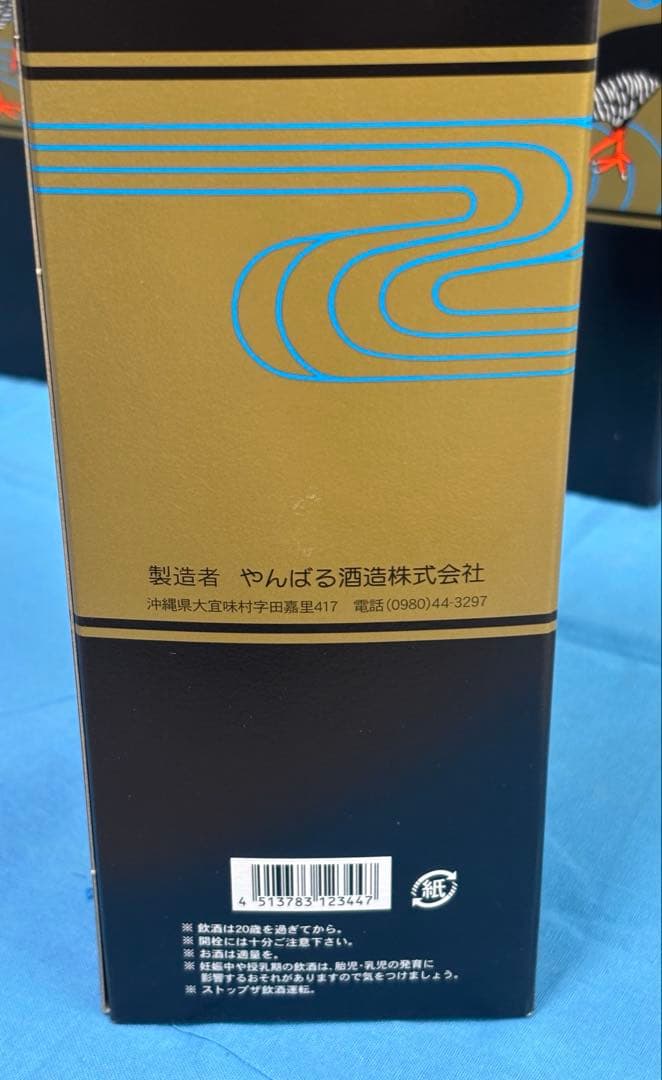 製造者 やんばる酒造株式会社
沖縄県大宜味村字田嘉里417 電話(0980)44-3297
4 513783 123447
紙
※ 飲酒は20歳を過ぎてから。
※ 開栓には十分ご注意下さい。
※ お酒は適量を。
※ 妊娠中や授乳期の飲酒は、胎児・乳児の発育に
影響するおそれがありますので気をつけましょう。
※ ストップザ飲酒運転。